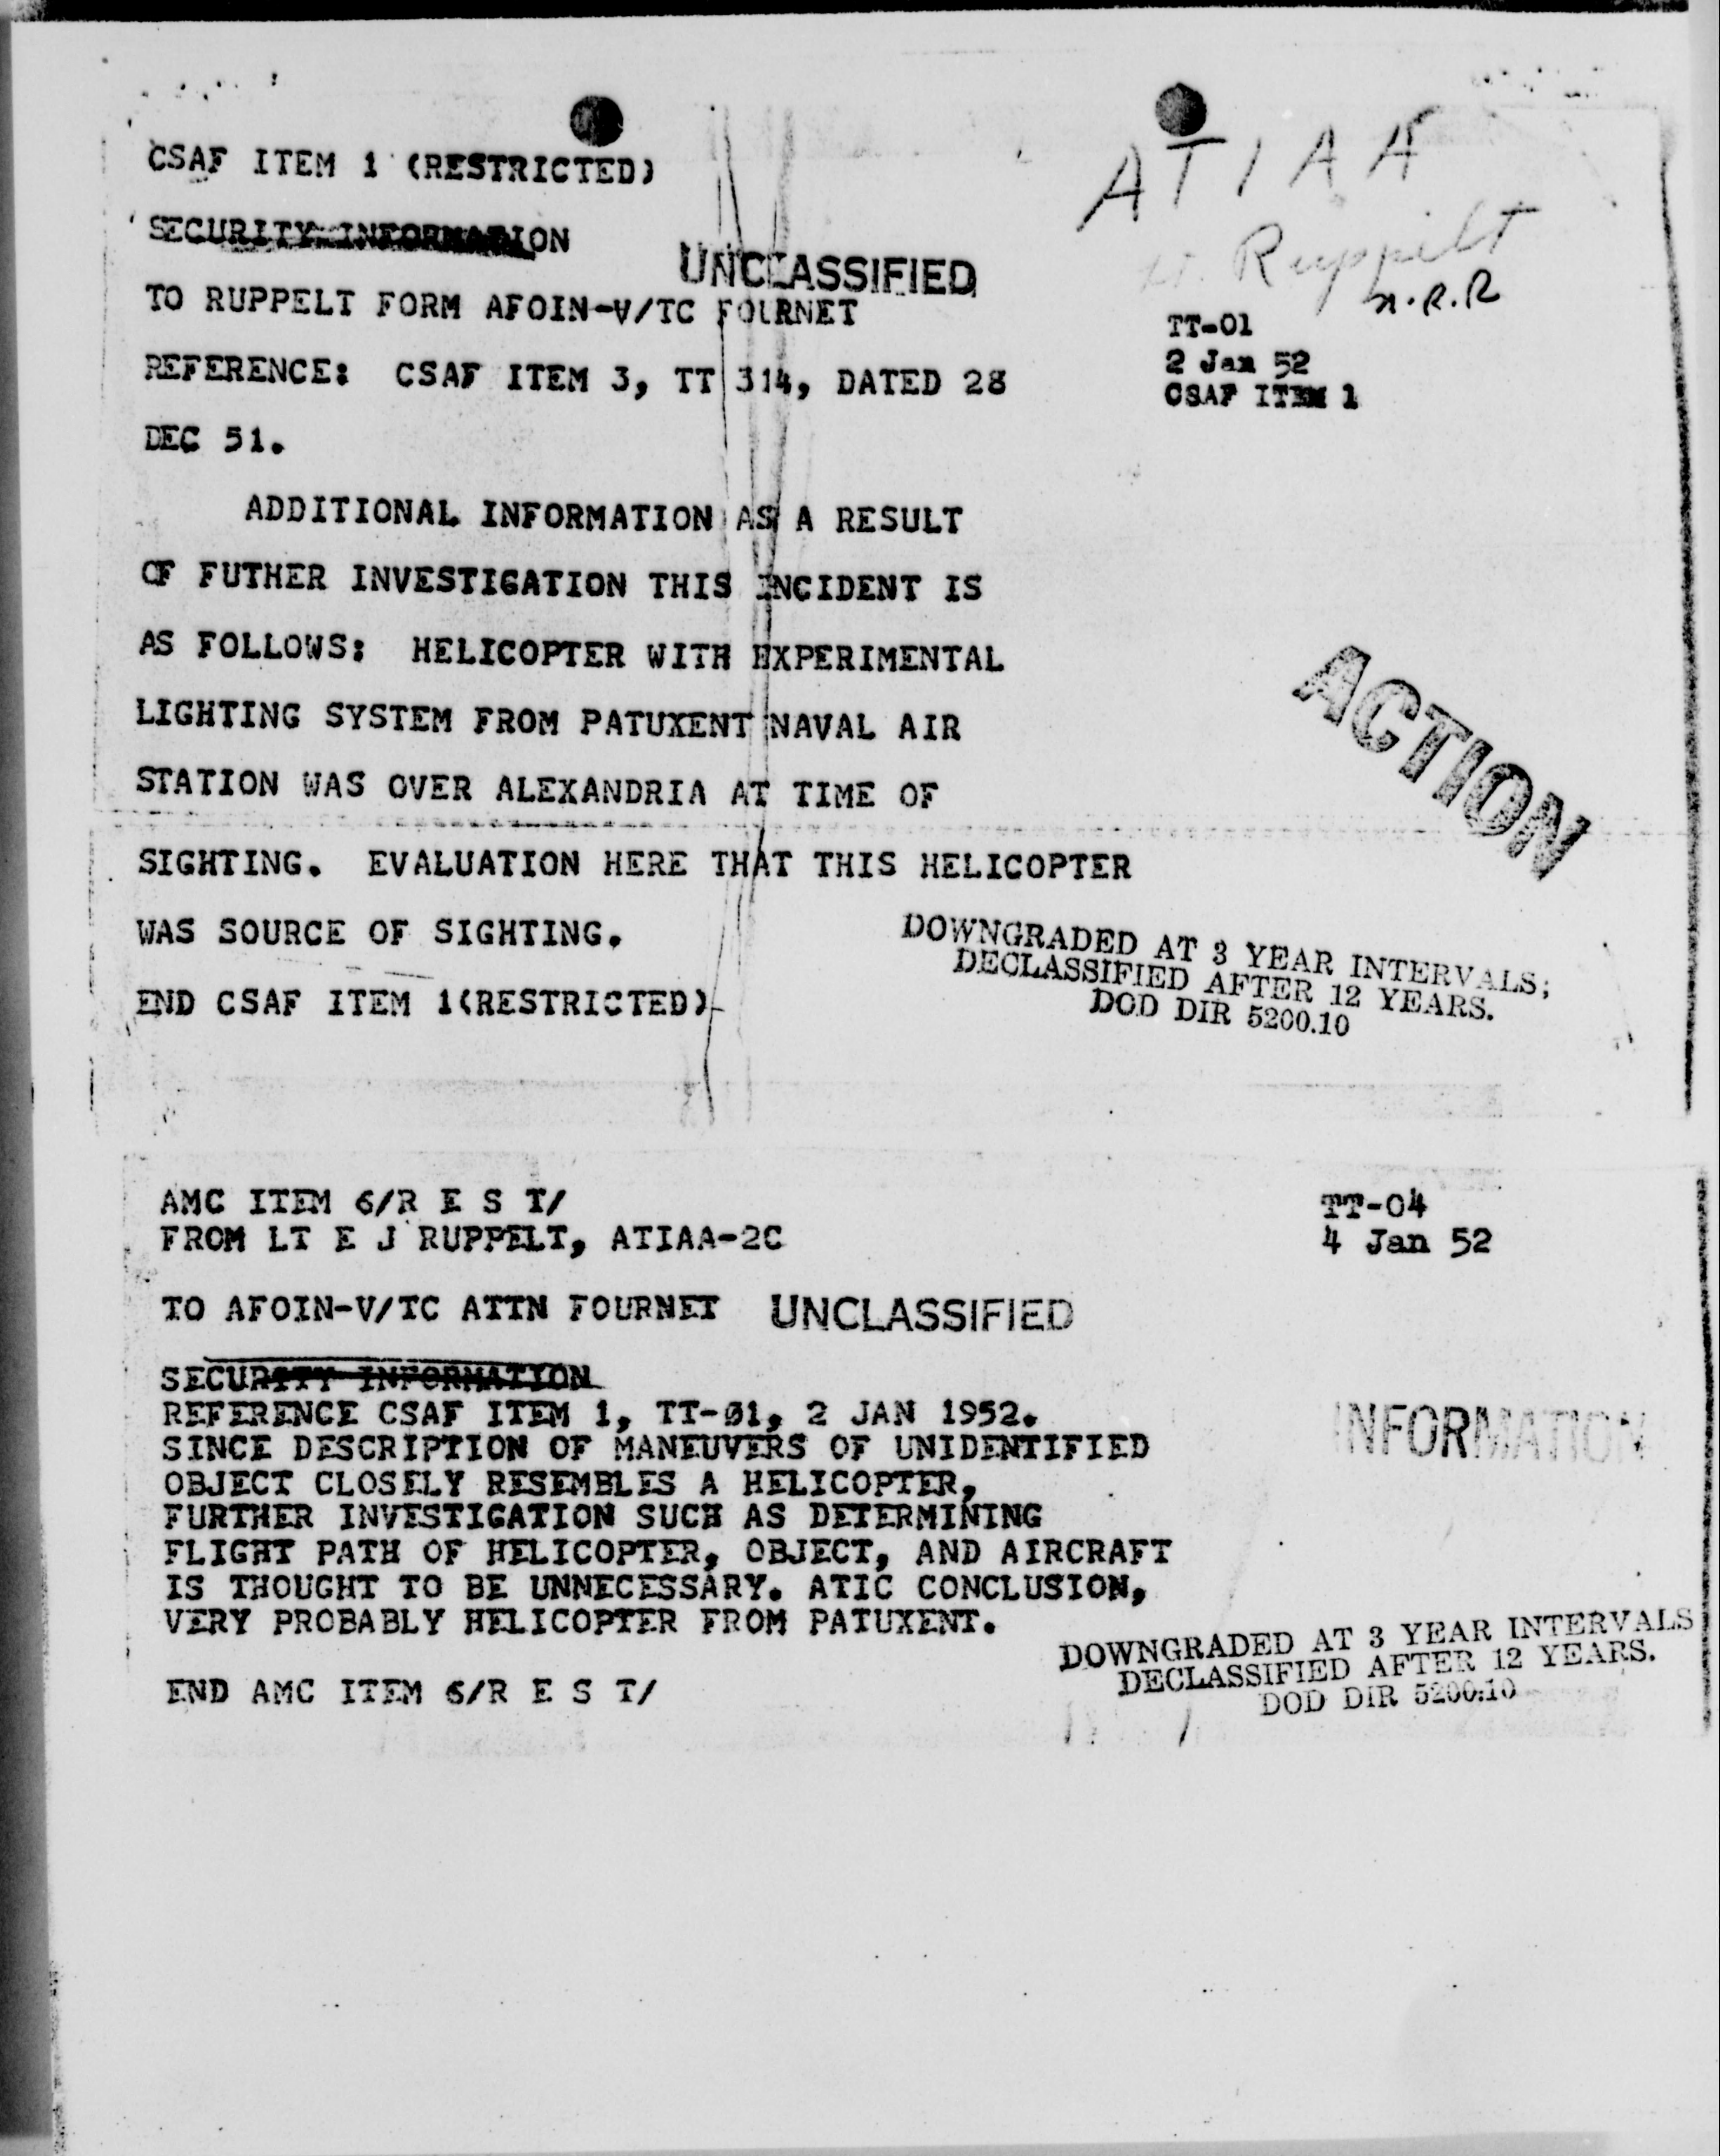 CSAF ITEM 1 (RESTRICTED)
ATIAA
SECURITY INFORMATION
Lt. Ruppelt
UNCLASSIFIED
n.R.R
TO RUPPELT FORM AFOIN-V/TC FOURNET
TT-01
2 Jan 52
CSAF ITEM 1
REFERENCE: CSAF ITEM 3, TT 314, DATED 28
DEC 51.
ADDITIONAL INFORMATION AS A RESULT
OF FUTHER INVESTIGATION THIS INCIDENT IS
AS FOLLOWS: HELICOPTER WITH EXPERIMENTAL
LIGHTING SYSTEM FROM PATUXENT NAVAL AIR
STATION WAS OVER ALEXANDRIA AT TIME OF
ACTION
SIGHTING. EVALUATION HERE THAT THIS HELICOPTER
WAS SOURCE OF SIGHTING.
DOWNGRADED AT 3 YEAR INTERVALS;
DECLASSIFIED AFTER 12 YEARS.
DOD DIR 5200.10
END CSAF ITEM 1(RESTRICTED)
AMC ITEM 6/R E S T/
TT-04
FROM LT E J RUPPELT, ATIAA-2C
4 Jan 52
TO AFOIN-V/TC ATTN FOURNET UNCLASSIFIED
SECURITY INFORMATION
REFERENCE CSAF ITEM 1, TT-Ø1, 2 JAN 1952.
INFORMATION
SINCE DESCRIPTION OF MANEUVERS OF UNIDENTIFIED
OBJECT CLOSELY RESEMBLES A HELICOPTER,
FURTHER INVESTIGATION SUCH AS DETERMINING
FLIGHT PATH OF HELICOPTER, OBJECT, AND AIRCRAFT
IS THOUGHT TO BE UNNECESSARY. ATIC CONCLUSION,
VERY PROBABLY HELICOPTER FROM PATUXENT.
DOWNGRADED AT 3 YEAR INTERVALS
DECLASSIFIED AFTER 12 YEARS.
DOD DIR 5200.10
END AMC ITEM 6/R E S T/